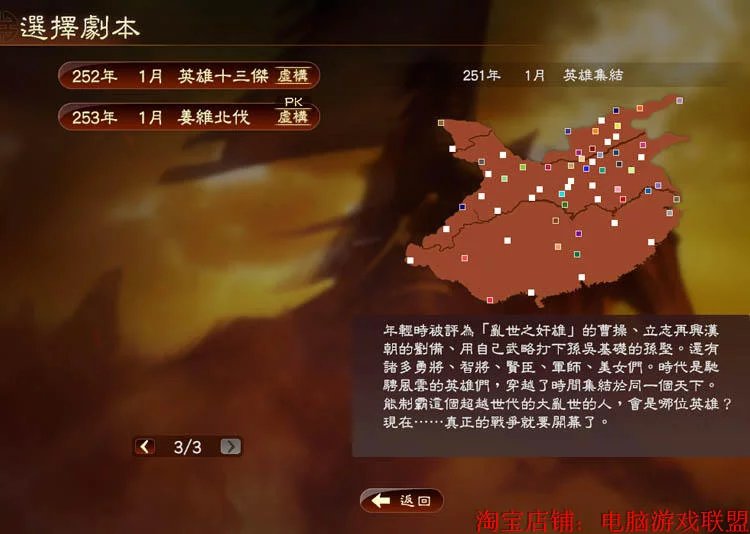 選擇劇本
252年 1月 英雄十三傑 虛構
PK
253年 1月 姜維北伐 虛構
251年 1月 英雄集結
年輕時被評為「亂世之奸雄」的曹操、立志再興漢
朝的劉備、用自己武略打下孫吳基礎的孫堅。還有
諸多勇將、智將、賢臣、軍師、美女們。時代是馳
騁風雲的英雄們，穿越了時間集結於同一個天下。
能制霸這個超越世代的大亂世的人，會是哪位英雄？
現在……真正的戰爭就要開幕了。
3/3
返回
淘宝店铺：电脑游戏联盟